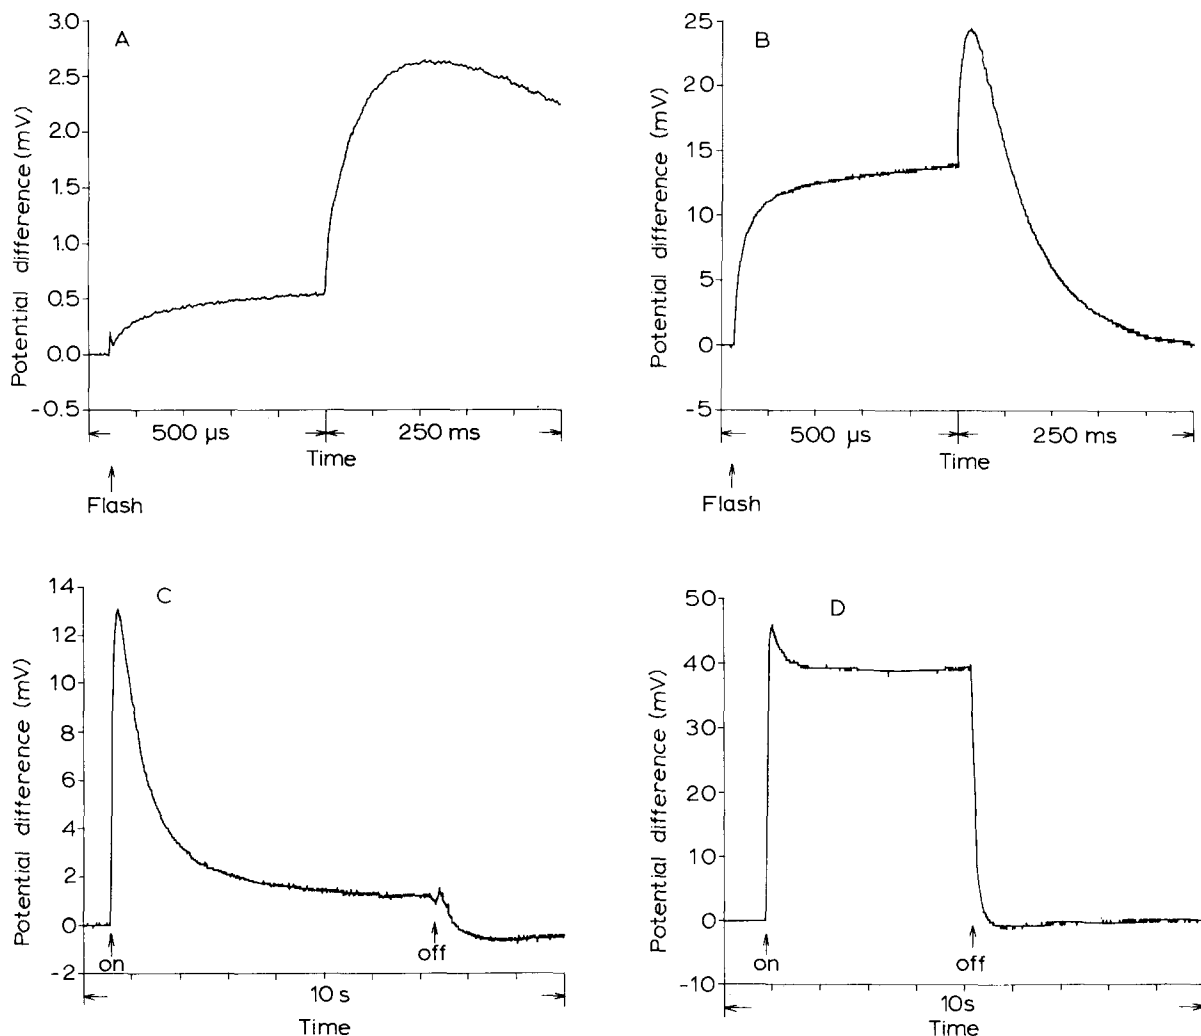 A
Potential difference (mV)
3.0
2.5
2.0
1.5
1.0
0.5
0.0
-0.5
500 µs
250 ms
Time
Flash
B
Potential difference (mV)
25
20
15
10
5
0
-5
500 µs
250 ms
Time
Flash
C
Potential difference (mV)
14
12
10
8
6
4
2
0
-2
on
off
10 s
Time
D
Potential difference (mV)
50
40
30
20
10
0
-10
on
off
10s
Time